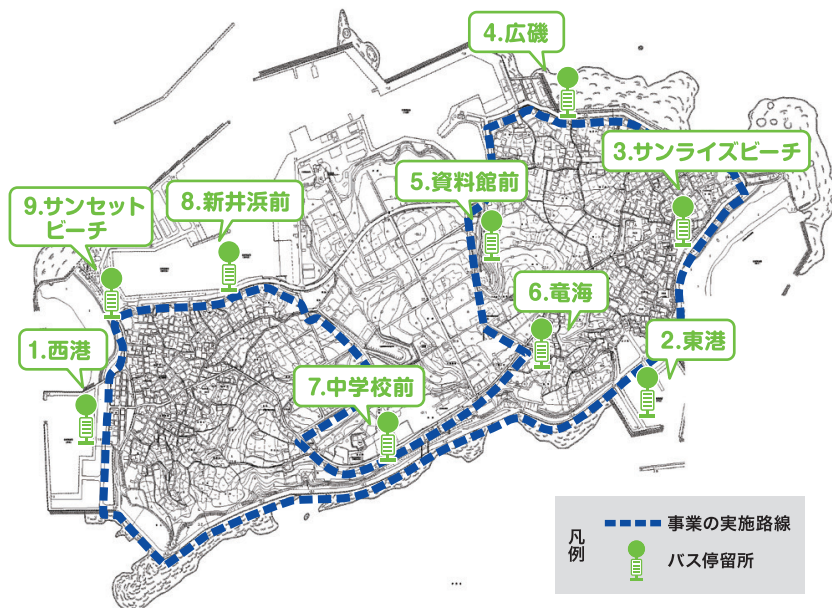 4.広磯
3.サンライズビーチ
5.資料館前
8.新井浜前
9.サンセット
ビーチ
6.竜海
1.西港
2.東港
7.中学校前
凡例
事業の実施路線
バス停留所